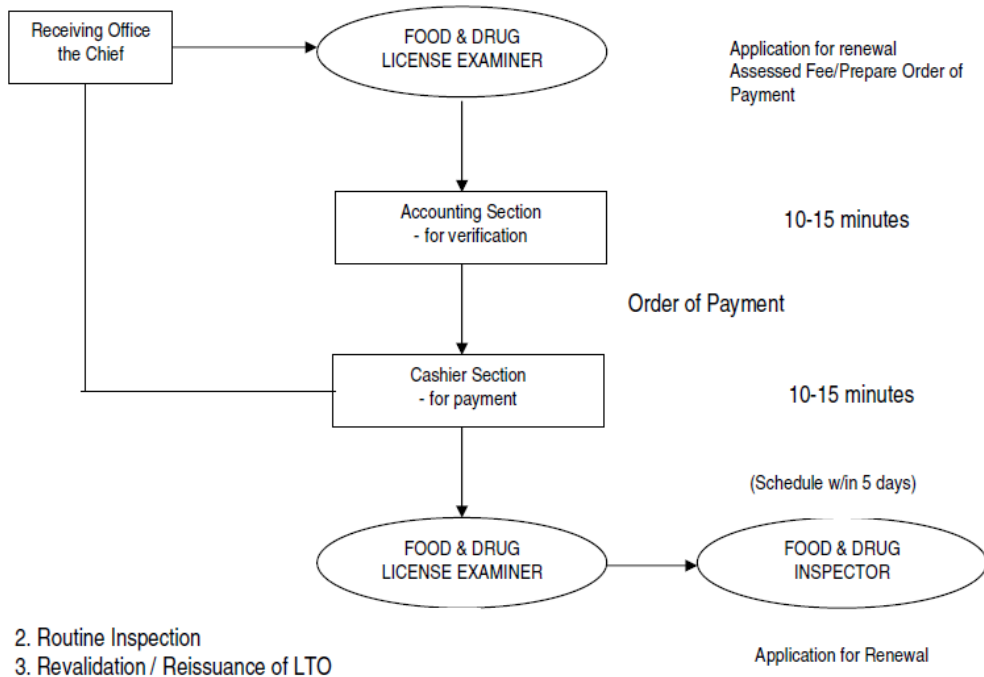 Receiving Office
the Chief
FOOD & DRUG
LICENSE EXAMINER
Application for renewal
Assessed Fee/Prepare Order of
Payment
Accounting Section
- for verification
10-15 minutes
Order of Payment
Cashier Section
- for payment
10-15 minutes
(Schedule w/in 5 days)
FOOD & DRUG
LICENSE EXAMINER
FOOD & DRUG
INSPECTOR
2. Routine Inspection
3. Revalidation / Reissuance of LTO
Application for Renewal